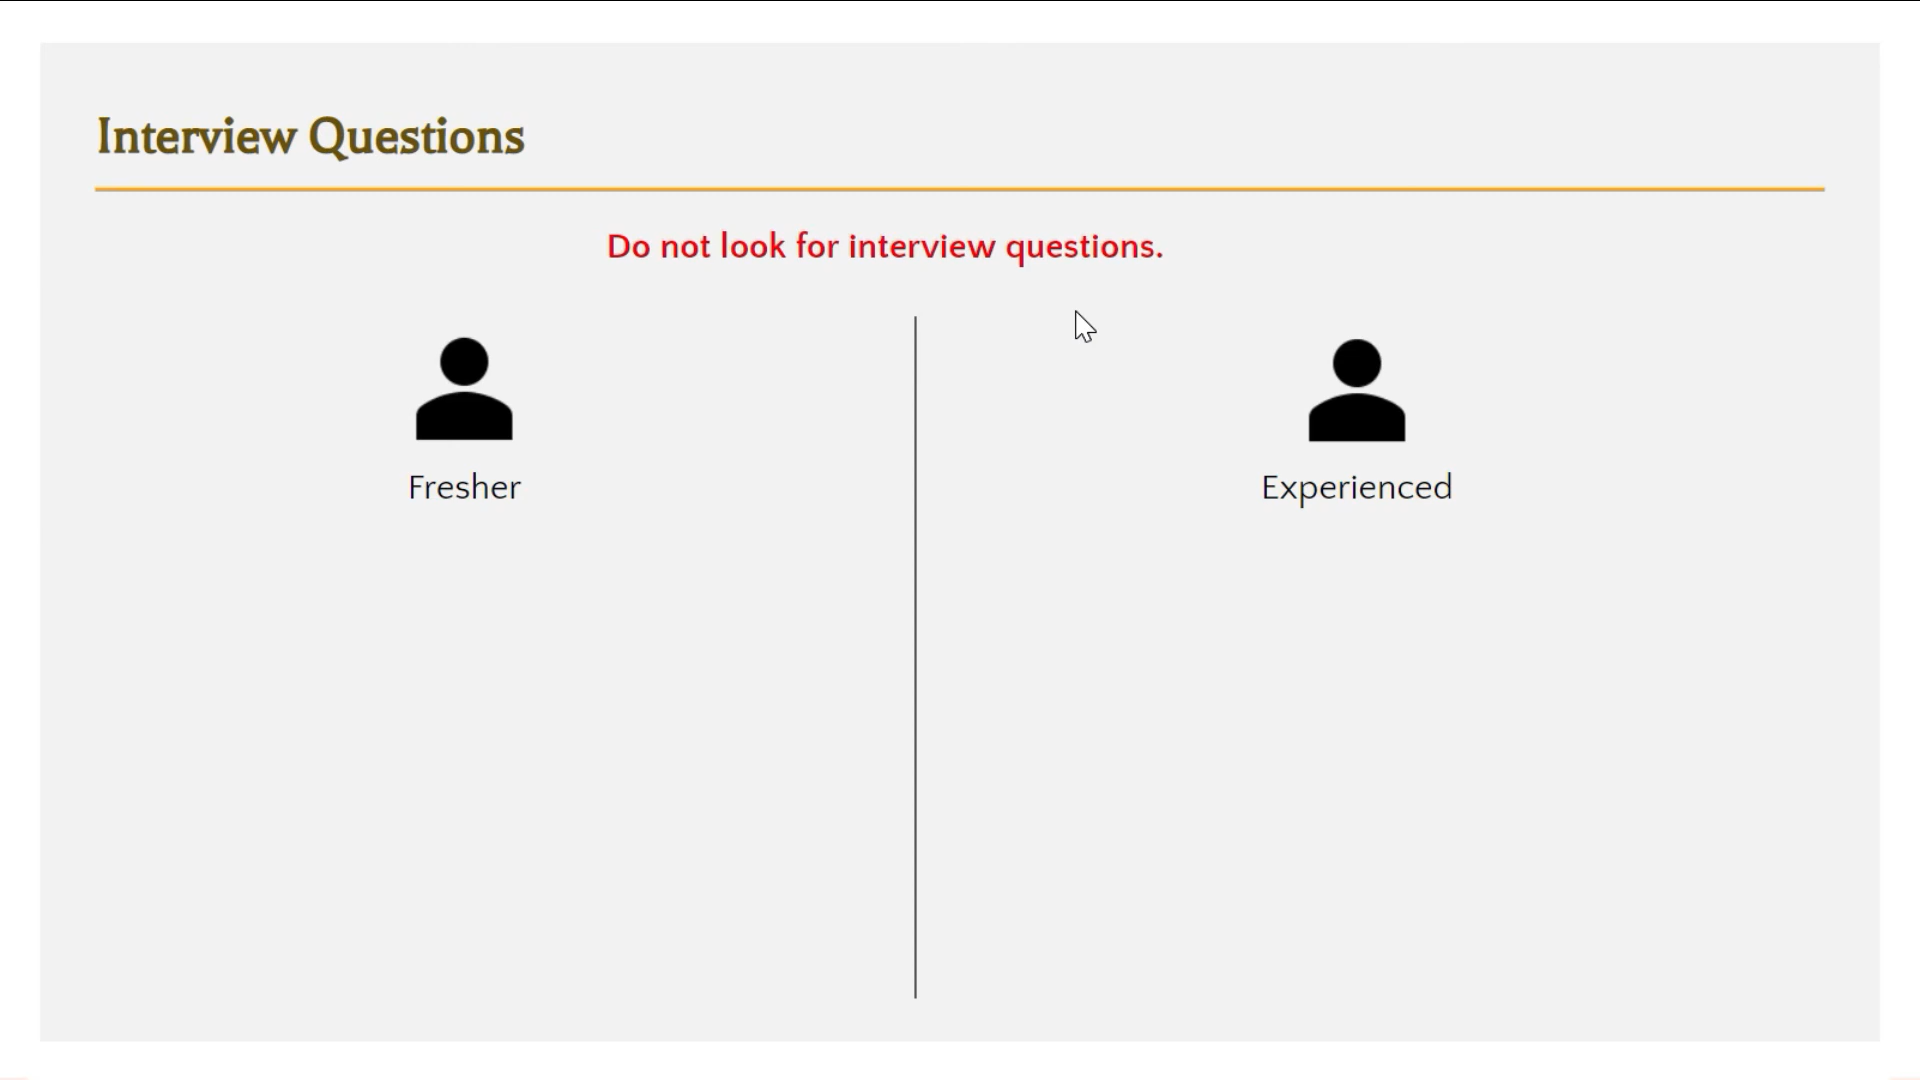 Interview Questions
Do not look for interview questions.
Fresher
Experienced